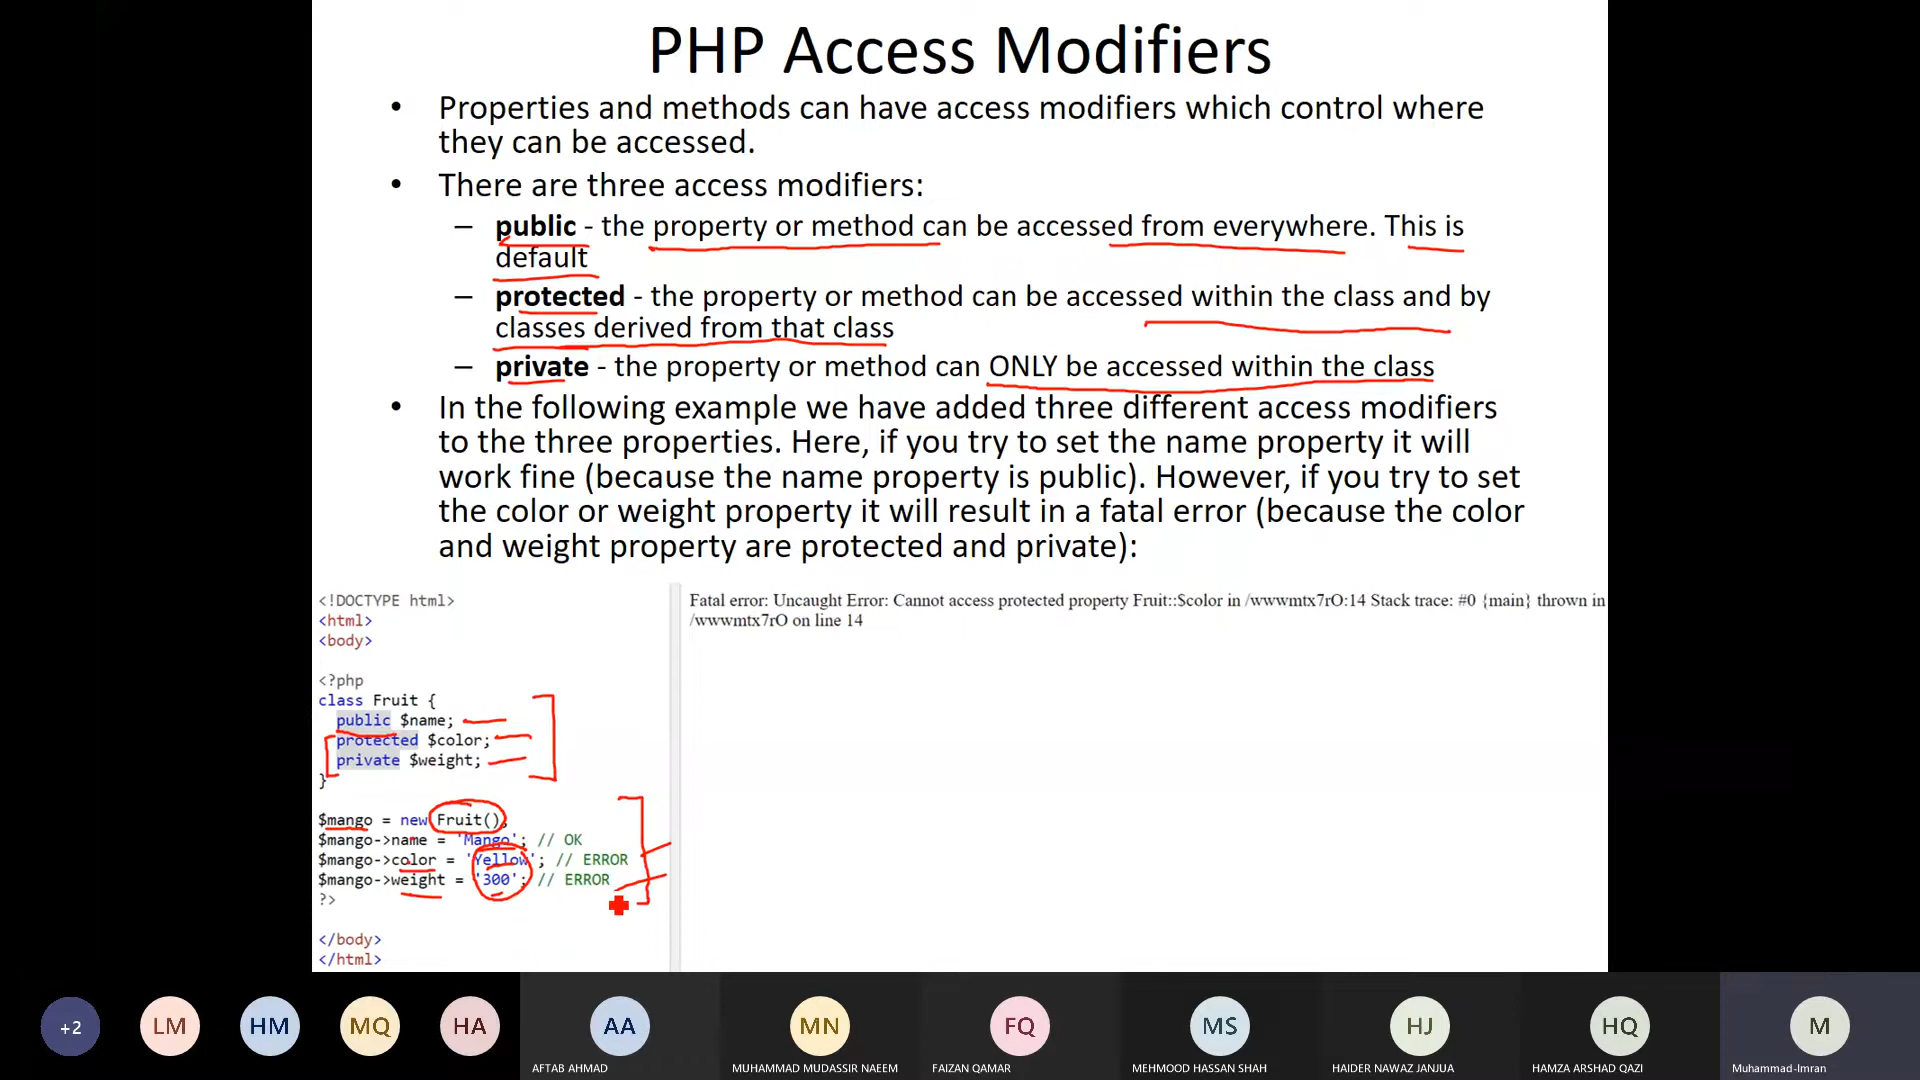 PHP Access Modifiers
• Properties and methods can have access modifiers which control where
they can be accessed.
• There are three access modifiers:
– public - the property or method can be accessed from everywhere. This is
default
– protected - the property or method can be accessed within the class and by
classes derived from that class
– private - the property or method can ONLY be accessed within the class
• In the following example we have added three different access modifiers
to the three properties. Here, if you try to set the name property it will
work fine (because the name property is public). However, if you try to set
the color or weight property it will result in a fatal error (because the color
and weight property are protected and private):
<!DOCTYPE html>
<html>
<body>
<?php
class Fruit {
public $name;
protected $color;
private $weight;
}
$mango = new Fruit();
$mango->name = 'Mango'; // OK
$mango->color = 'Yellow'; // ERROR
$mango->weight = '300'; // ERROR
?>
</body>
</html>
Fatal error: Uncaught Error: Cannot access protected property Fruit::$color in /wwwmtx7rO:14 Stack trace: #0 {main} thrown in
/wwwmtx7rO on line 14
+2
LM
HM
MQ
HA
AA
MN
FQ
MS
HJ
HQ
M
AFTAB AHMAD
MUHAMMAD MUDASSIR NAEEM
FAIZAN QAMAR
MEHMOOD HASSAN SHAH
HAIDER NAWAZ JANJUA
HAMZA ARSHAD QAZI
Muhammad-Imran